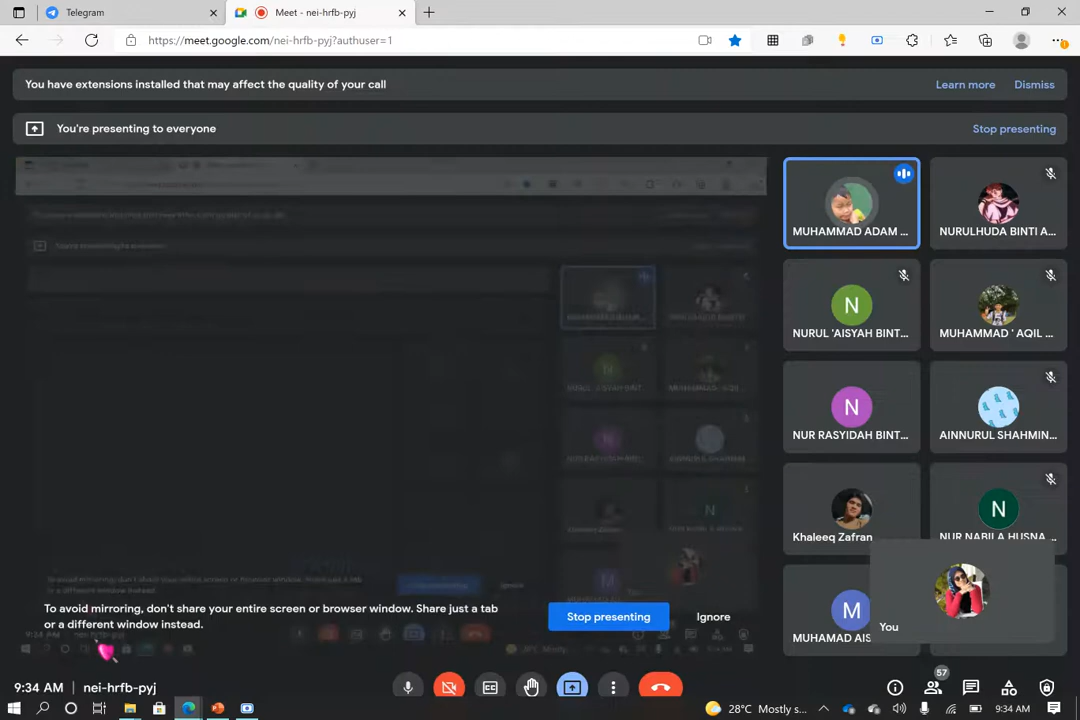 Telegram
Meet - nei-hrfb-pyj
https://meet.google.com/nei-hrfb-pyj?authuser=1
You have extensions installed that may affect the quality of your call
Learn more
Dismiss
You're presenting to everyone
Stop presenting
MUHAMMAD ADAM ...
NURULHUDA BINTI A...
NURUL 'AISYAH BINT...
MUHAMMAD ' AQIL ...
NUR RASYIDAH BINT...
AINNURUL SHAHMIN...
Khaleeq Zafran
NUR NABILA HUSNA ...
MUHAMAD AIS
You
To avoid mirroring, don't share your entire screen or browser window. Share just a tab
or a different window instead.
Stop presenting
Ignore
9:34 AM
nei-hrfb-pyj
57
28°C Mostly s...
9:34 AM